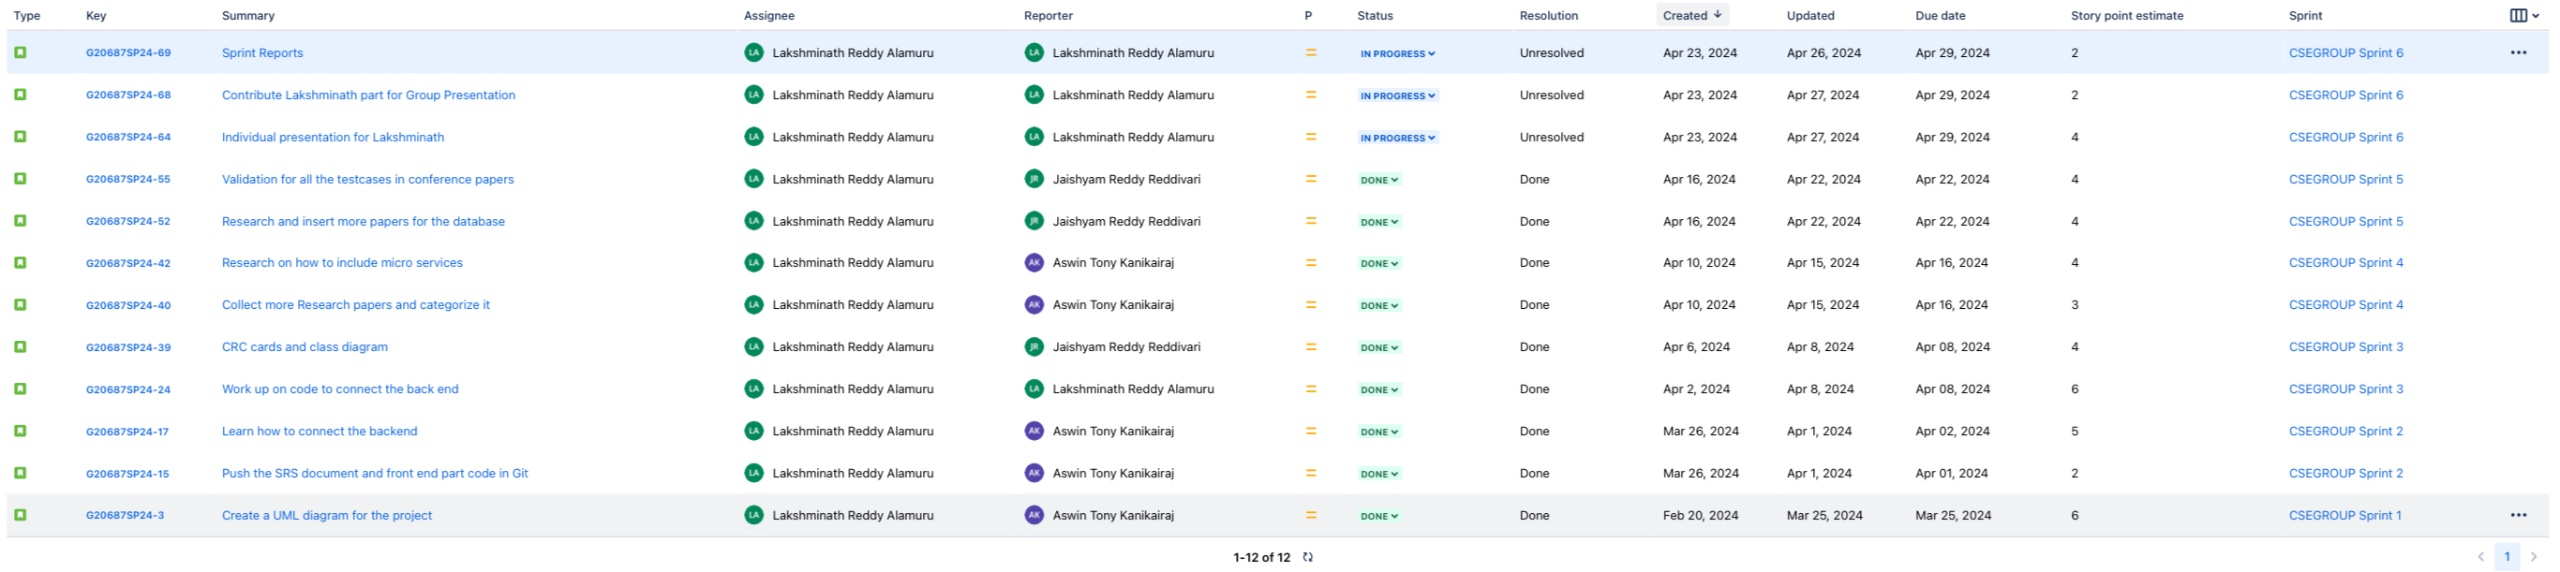 Type Key Summary Assignee Reporter P Status Resolution Created ↓ Updated Due date Story point estimate Sprint
G20687SP24-69 Sprint Reports LA Lakshminath Reddy Alamuru LA Lakshminath Reddy Alamuru IN PROGRESS Unresolved Apr 23, 2024 Apr 26, 2024 Apr 29, 2024 2 CSEGROUP Sprint 6
G20687SP24-68 Contribute Lakshminath part for Group Presentation LA Lakshminath Reddy Alamuru LA Lakshminath Reddy Alamuru IN PROGRESS Unresolved Apr 23, 2024 Apr 27, 2024 Apr 29, 2024 2 CSEGROUP Sprint 6
G20687SP24-64 Individual presentation for Lakshminath LA Lakshminath Reddy Alamuru LA Lakshminath Reddy Alamuru IN PROGRESS Unresolved Apr 23, 2024 Apr 27, 2024 Apr 29, 2024 4 CSEGROUP Sprint 6
G20687SP24-55 Validation for all the testcases in conference papers LA Lakshminath Reddy Alamuru JR Jaishyam Reddy Reddivari DONE Done Apr 16, 2024 Apr 22, 2024 Apr 22, 2024 4 CSEGROUP Sprint 5
G20687SP24-52 Research and insert more papers for the database LA Lakshminath Reddy Alamuru JR Jaishyam Reddy Reddivari DONE Done Apr 16, 2024 Apr 22, 2024 Apr 22, 2024 4 CSEGROUP Sprint 5
G20687SP24-42 Research on how to include micro services LA Lakshminath Reddy Alamuru AK Aswin Tony Kanikairaj DONE Done Apr 10, 2024 Apr 15, 2024 Apr 16, 2024 4 CSEGROUP Sprint 4
G20687SP24-40 Collect more Research papers and categorize it LA Lakshminath Reddy Alamuru AK Aswin Tony Kanikairaj DONE Done Apr 10, 2024 Apr 15, 2024 Apr 16, 2024 3 CSEGROUP Sprint 4
G20687SP24-39 CRC cards and class diagram LA Lakshminath Reddy Alamuru JR Jaishyam Reddy Reddivari DONE Done Apr 6, 2024 Apr 8, 2024 Apr 08, 2024 4 CSEGROUP Sprint 3
G20687SP24-24 Work up on code to connect the back end LA Lakshminath Reddy Alamuru LA Lakshminath Reddy Alamuru DONE Done Apr 2, 2024 Apr 8, 2024 Apr 08, 2024 6 CSEGROUP Sprint 3
G20687SP24-17 Learn how to connect the backend LA Lakshminath Reddy Alamuru AK Aswin Tony Kanikairaj DONE Done Mar 26, 2024 Apr 1, 2024 Apr 02, 2024 5 CSEGROUP Sprint 2
G20687SP24-15 Push the SRS document and front end part code in Git LA Lakshminath Reddy Alamuru AK Aswin Tony Kanikairaj DONE Done Mar 26, 2024 Apr 1, 2024 Apr 01, 2024 2 CSEGROUP Sprint 2
G20687SP24-3 Create a UML diagram for the project LA Lakshminath Reddy Alamuru AK Aswin Tony Kanikairaj DONE Done Feb 20, 2024 Mar 25, 2024 Mar 25, 2024 6 CSEGROUP Sprint 1
1-12 of 12 1